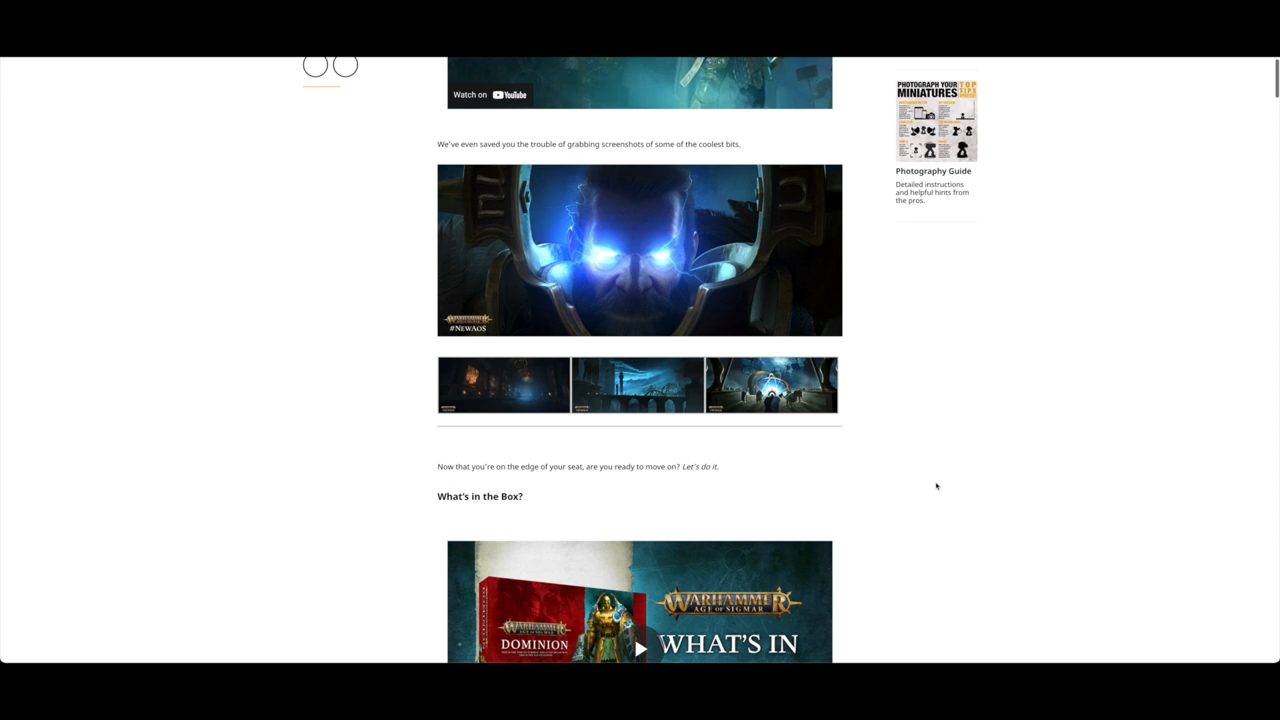 Watch on YouTube
We've even saved you the trouble of grabbing screenshots of some of the coolest bits.
WARHAMMER
#NEWAOS
Now that you're on the edge of your seat, are you ready to move on? Let's do it.
What's in the Box?
WARHAMMER
AGE OF SIGMAR
DOMINION
WARHAMMER
AGE OF SIGMAR
WHAT'S IN
PHOTOGRAPH YOUR
MINIATURES
TOP
TIPS
Photography Guide
Detailed instructions
and helpful hints from
the pros.